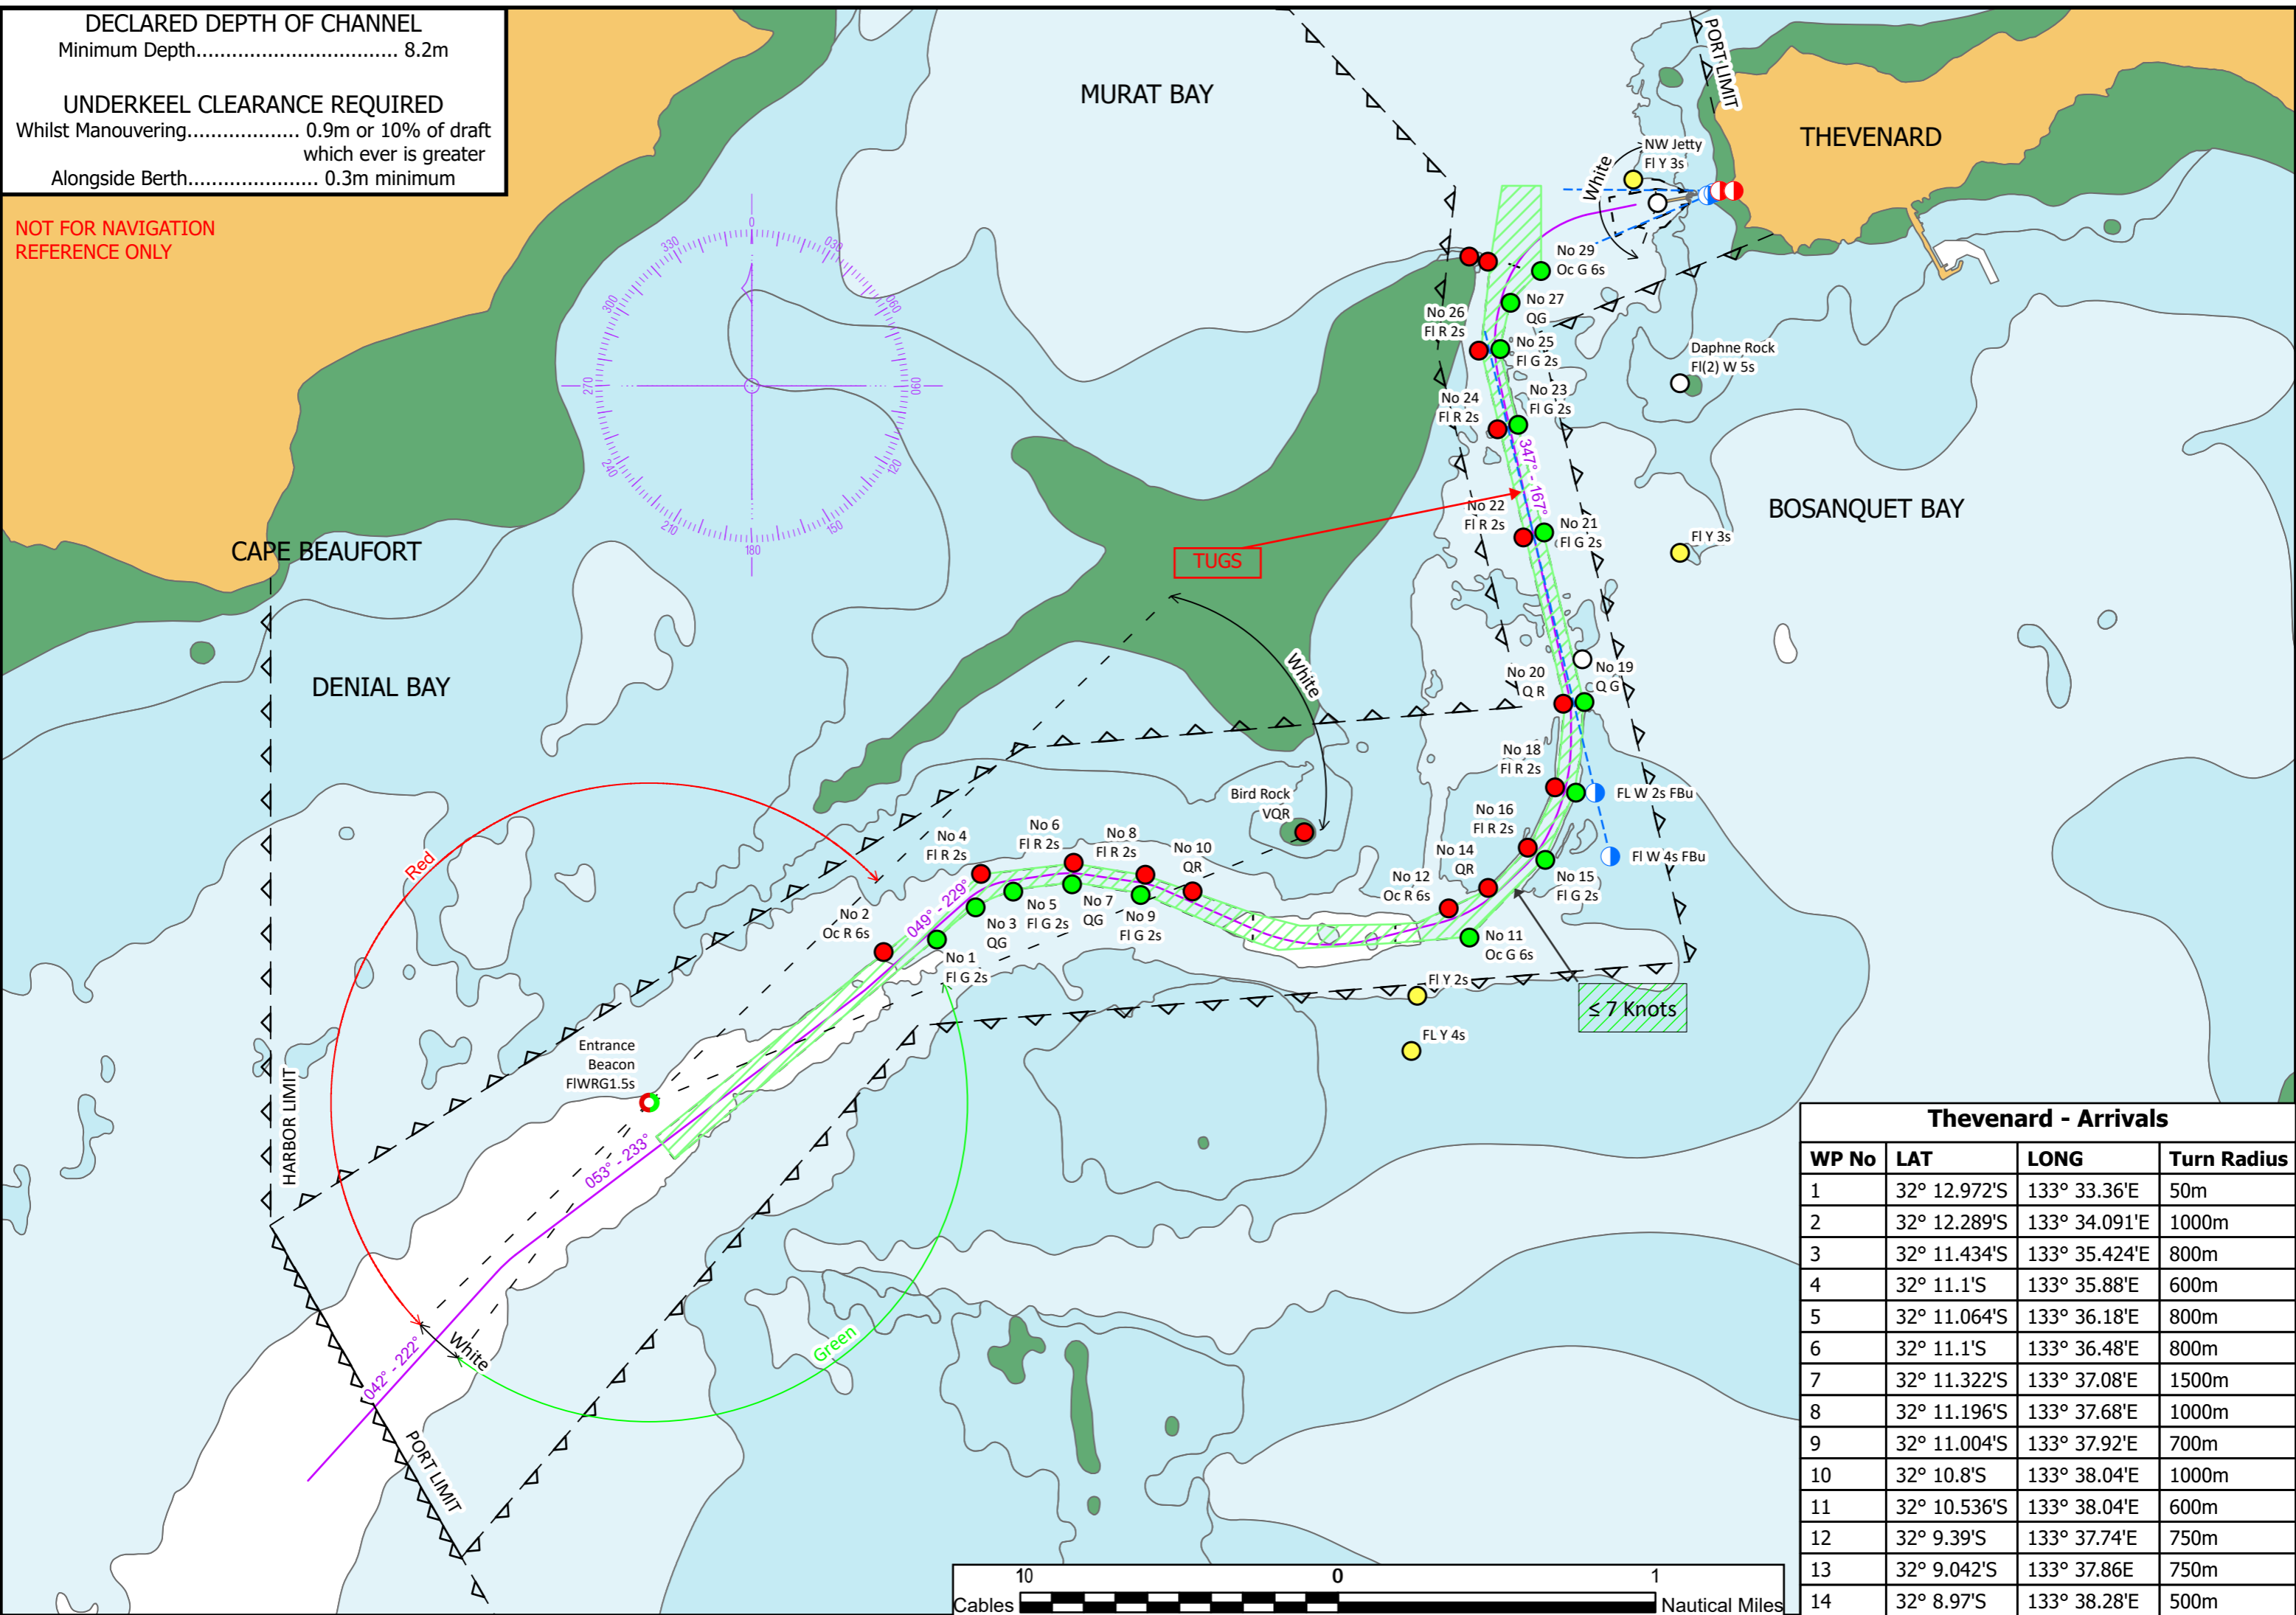 DECLARED DEPTH OF CHANNEL
Minimum Depth.................................. 8.2m
UNDERKEEL CLEARANCE REQUIRED
Whilst Manouvering................... 0.9m or 10% of draft
which ever is greater
Alongside Berth...................... 0.3m minimum
NOT FOR NAVIGATION
REFERENCE ONLY
MURAT BAY
PORT LIMIT
THEVENARD
NW Jetty
Fl Y 3s
White
No 29
Oc G 6s
No 27
QG
No 26
Fl R 2s
No 25
Fl G 2s
Daphne Rock
Fl(2) W 5s
No 24
Fl R 2s
No 23
Fl G 2s
347° - 167°
0
030
060
090
120
150
180
210
240
270
300
330
No 22
Fl R 2s
No 21
Fl G 2s
BOSANQUET BAY
Fl Y 3s
CAPE BEAUFORT
TUGS
DENIAL BAY
White
No 20
Q R
No 19
Q G
No 18
Fl R 2s
FL W 2s FBu
Bird Rock
VQR
No 16
Fl R 2s
Fl W 4s FBu
No 4
Fl R 2s
No 6
Fl R 2s
No 8
Fl R 2s
No 10
QR
No 14
QR
No 12
Oc R 6s
No 15
Fl G 2s
Red
No 2
Oc R 6s
049° - 229°
No 3
QG
No 5
Fl G 2s
No 7
QG
No 9
Fl G 2s
No 11
Oc G 6s
No 1
Fl G 2s
Fl Y 2s
≤ 7 Knots
FL Y 4s
Entrance
Beacon
FlWRG1.5s
HARBOR LIMIT
053° - 233°
White
Green
042° - 222°
PORT LIMIT
Thevenard - Arrivals
WP No LAT LONG Turn Radius
1 32° 12.972'S 133° 33.36'E 50m
2 32° 12.289'S 133° 34.091'E 1000m
3 32° 11.434'S 133° 35.424'E 800m
4 32° 11.1'S 133° 35.88'E 600m
5 32° 11.064'S 133° 36.18'E 800m
6 32° 11.1'S 133° 36.48'E 800m
7 32° 11.322'S 133° 37.08'E 1500m
8 32° 11.196'S 133° 37.68'E 1000m
9 32° 11.004'S 133° 37.92'E 700m
10 32° 10.8'S 133° 38.04'E 1000m
11 32° 10.536'S 133° 38.04'E 600m
12 32° 9.39'S 133° 37.74'E 750m
13 32° 9.042'S 133° 37.86E 750m
14 32° 8.97'S 133° 38.28'E 500m
10 0 1
Cables Nautical Miles